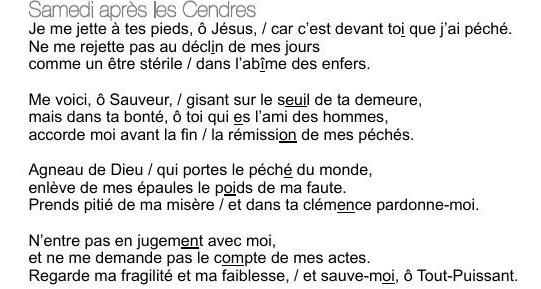 Samedi après les Cendres
Je me jette à tes pieds, ô Jésus, / car c'est devant toi que j'ai péché.
Ne me rejette pas au déclin de mes jours
comme un être stérile / dans l'abîme des enfers.
Me voici, ô Sauveur, / gisant sur le seuil de ta demeure,
mais dans ta bonté, ô toi qui es l'ami des hommes,
accorde moi avant la fin / la rémission de mes péchés.
Agneau de Dieu / qui portes le péché du monde,
enlève de mes épaules le poids de ma faute.
Prends pitié de ma misère / et dans ta clémence pardonne-moi.
N'entre pas en jugement avec moi,
et ne me demande pas le compte de mes actes.
Regarde ma fragilité et ma faiblesse, / et sauve-moi, ô Tout-Puissant.